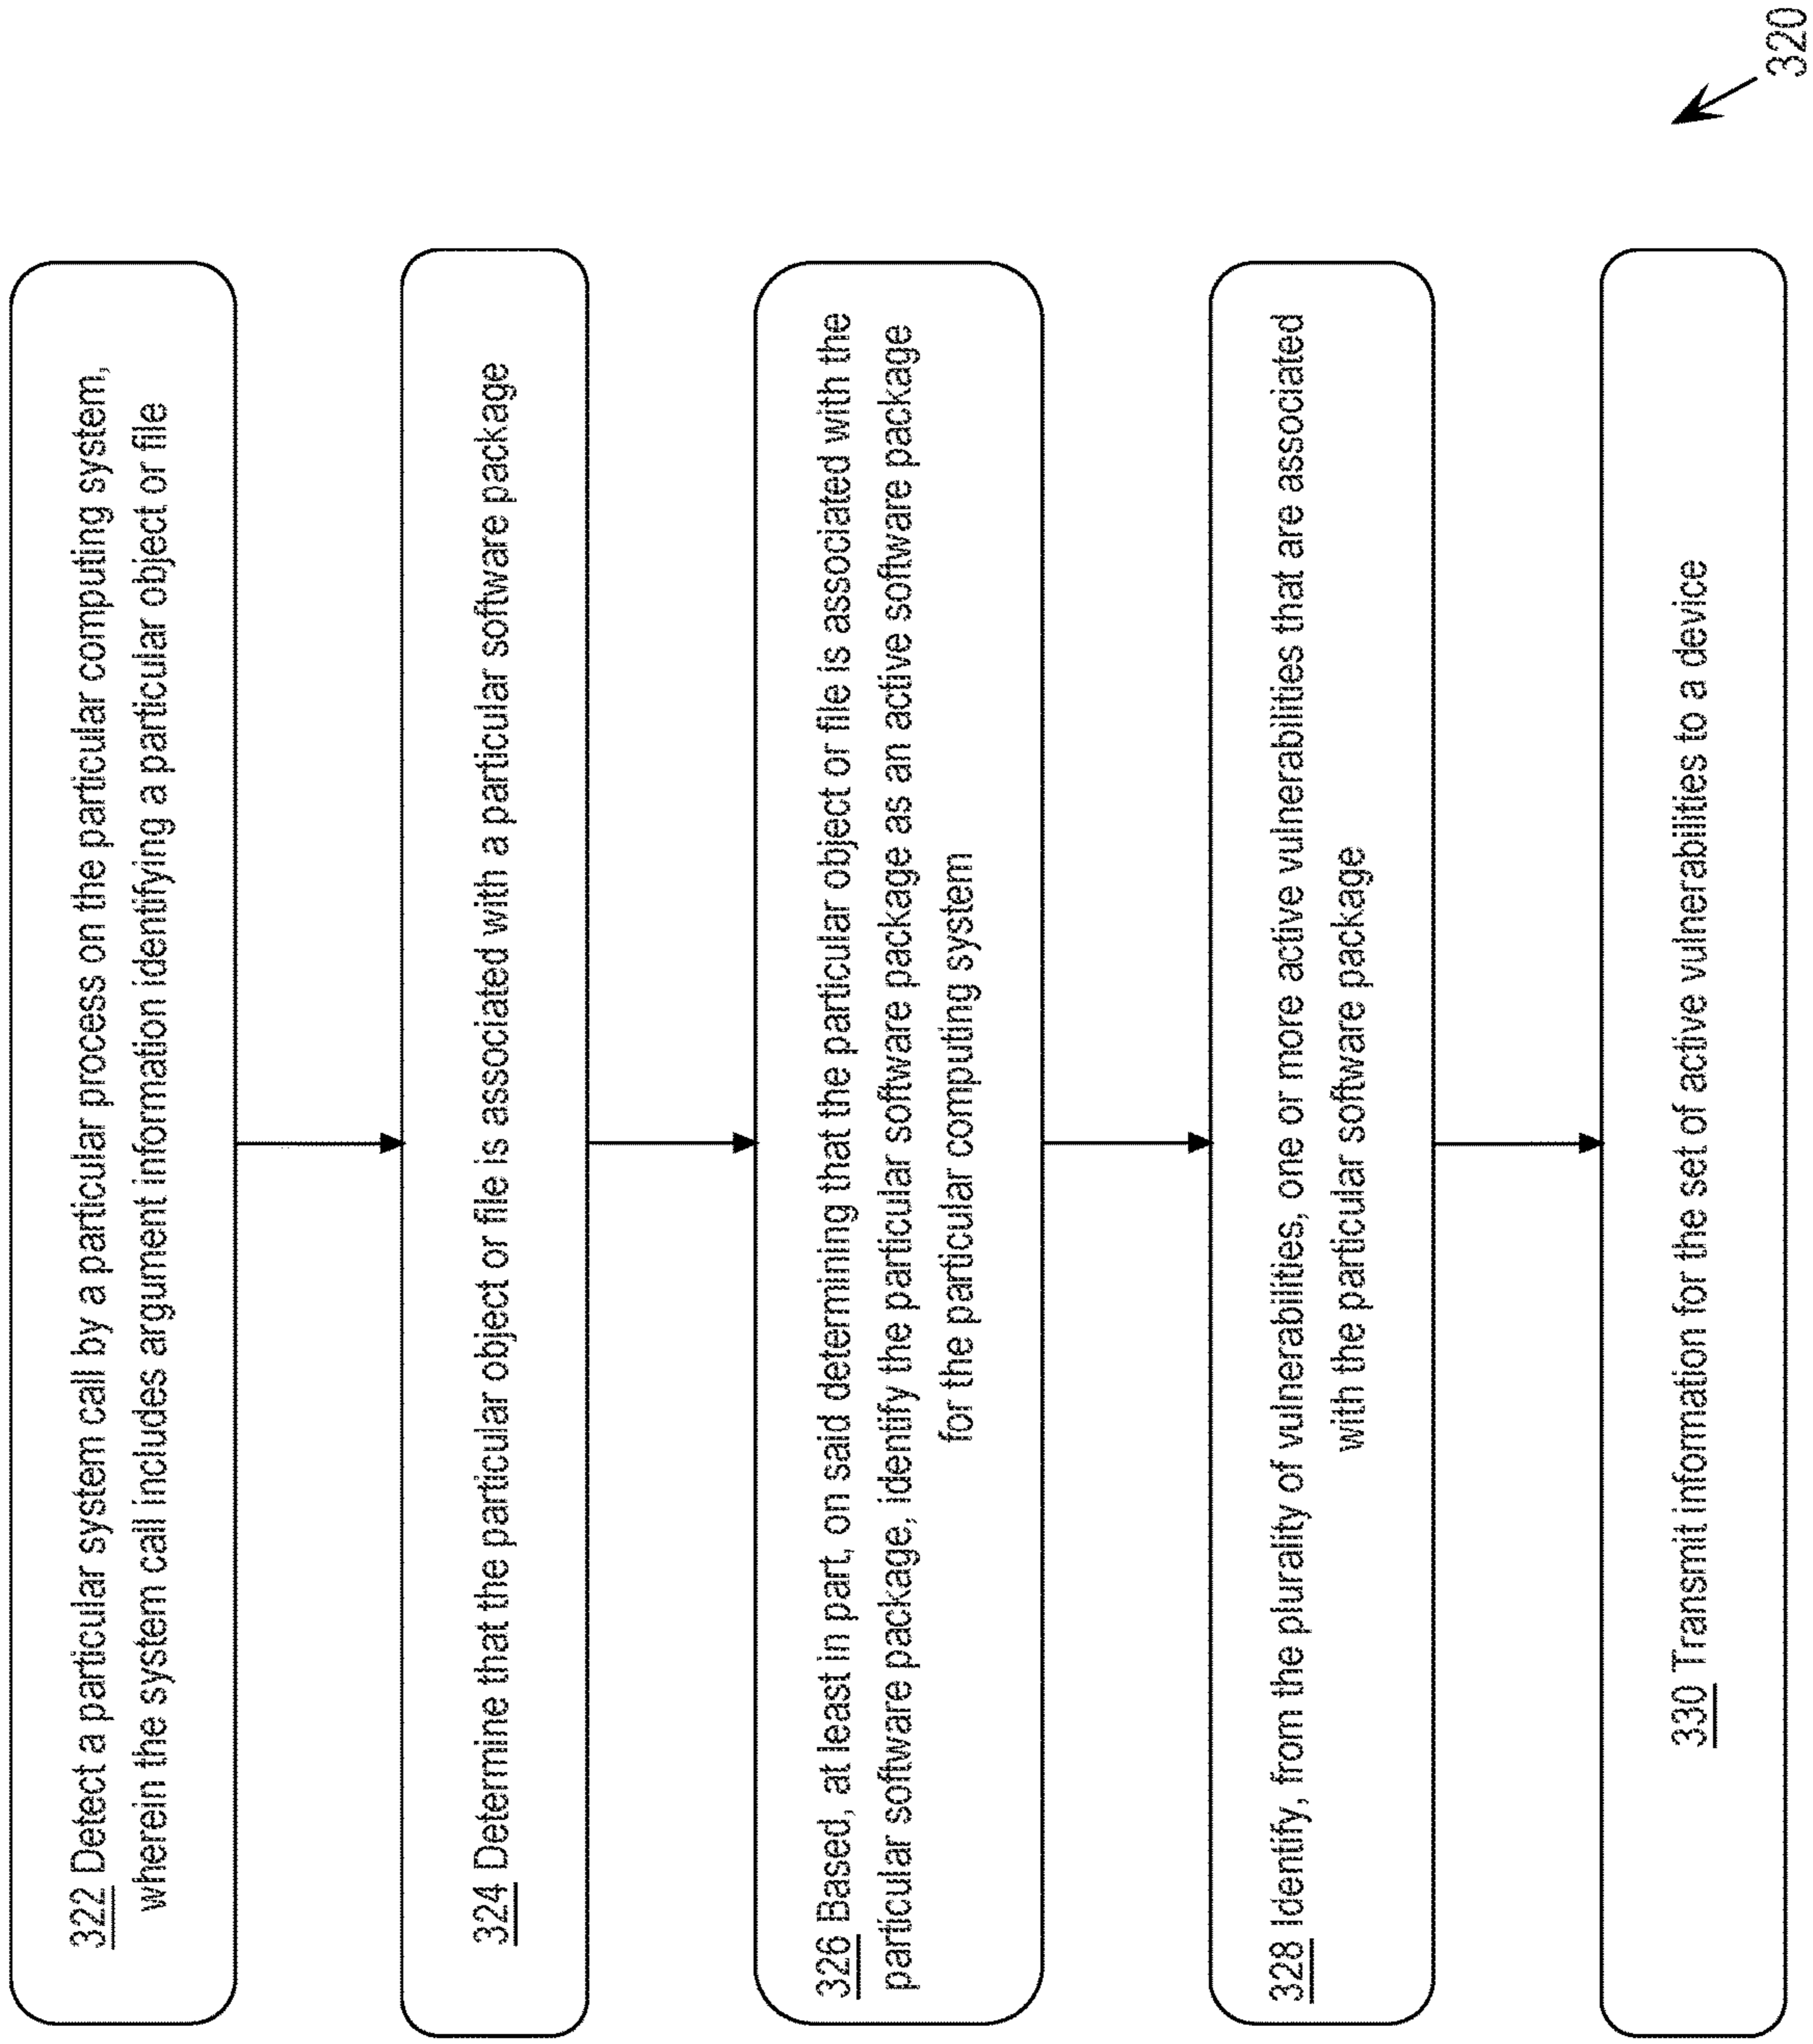 322 Detect a particular system call by a particular process on the particular computing system,
wherein the system call includes argument information identifying a particular object or file
324 Determine that the particular object or file is associated with a particular software package
326 Based, at least in part, on said determining that the particular object or file is associated with the
particular software package, identify the particular software package as an active software package
for the particular computing system
328 Identify, from the plurality of vulnerabilities, one or more active vulnerabilities that are associated
with the particular software package
330 Transmit information for the set of active vulnerabilities to a device
320